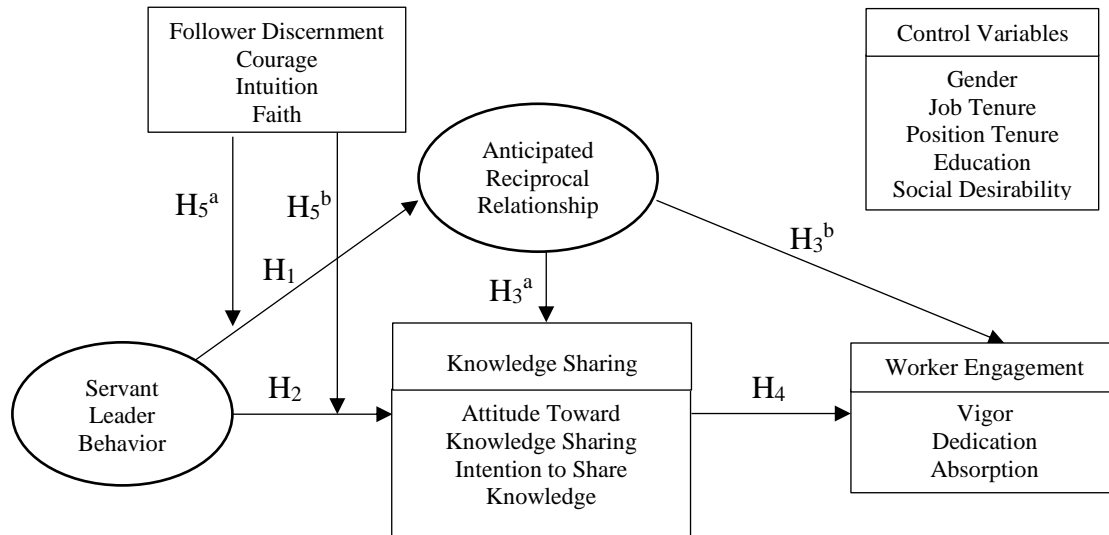 Follower Discernment
Courage
Intuition
Faith
Control Variables
Gender
Job Tenure
Position Tenure
Education
Social Desirability
Anticipated
Reciprocal
Relationship
H5a
H5b
H1
H3a
H3b
Servant
Leader
Behavior
H2
Knowledge Sharing
Attitude Toward
Knowledge Sharing
Intention to Share
Knowledge
H4
Worker Engagement
Vigor
Dedication
Absorption